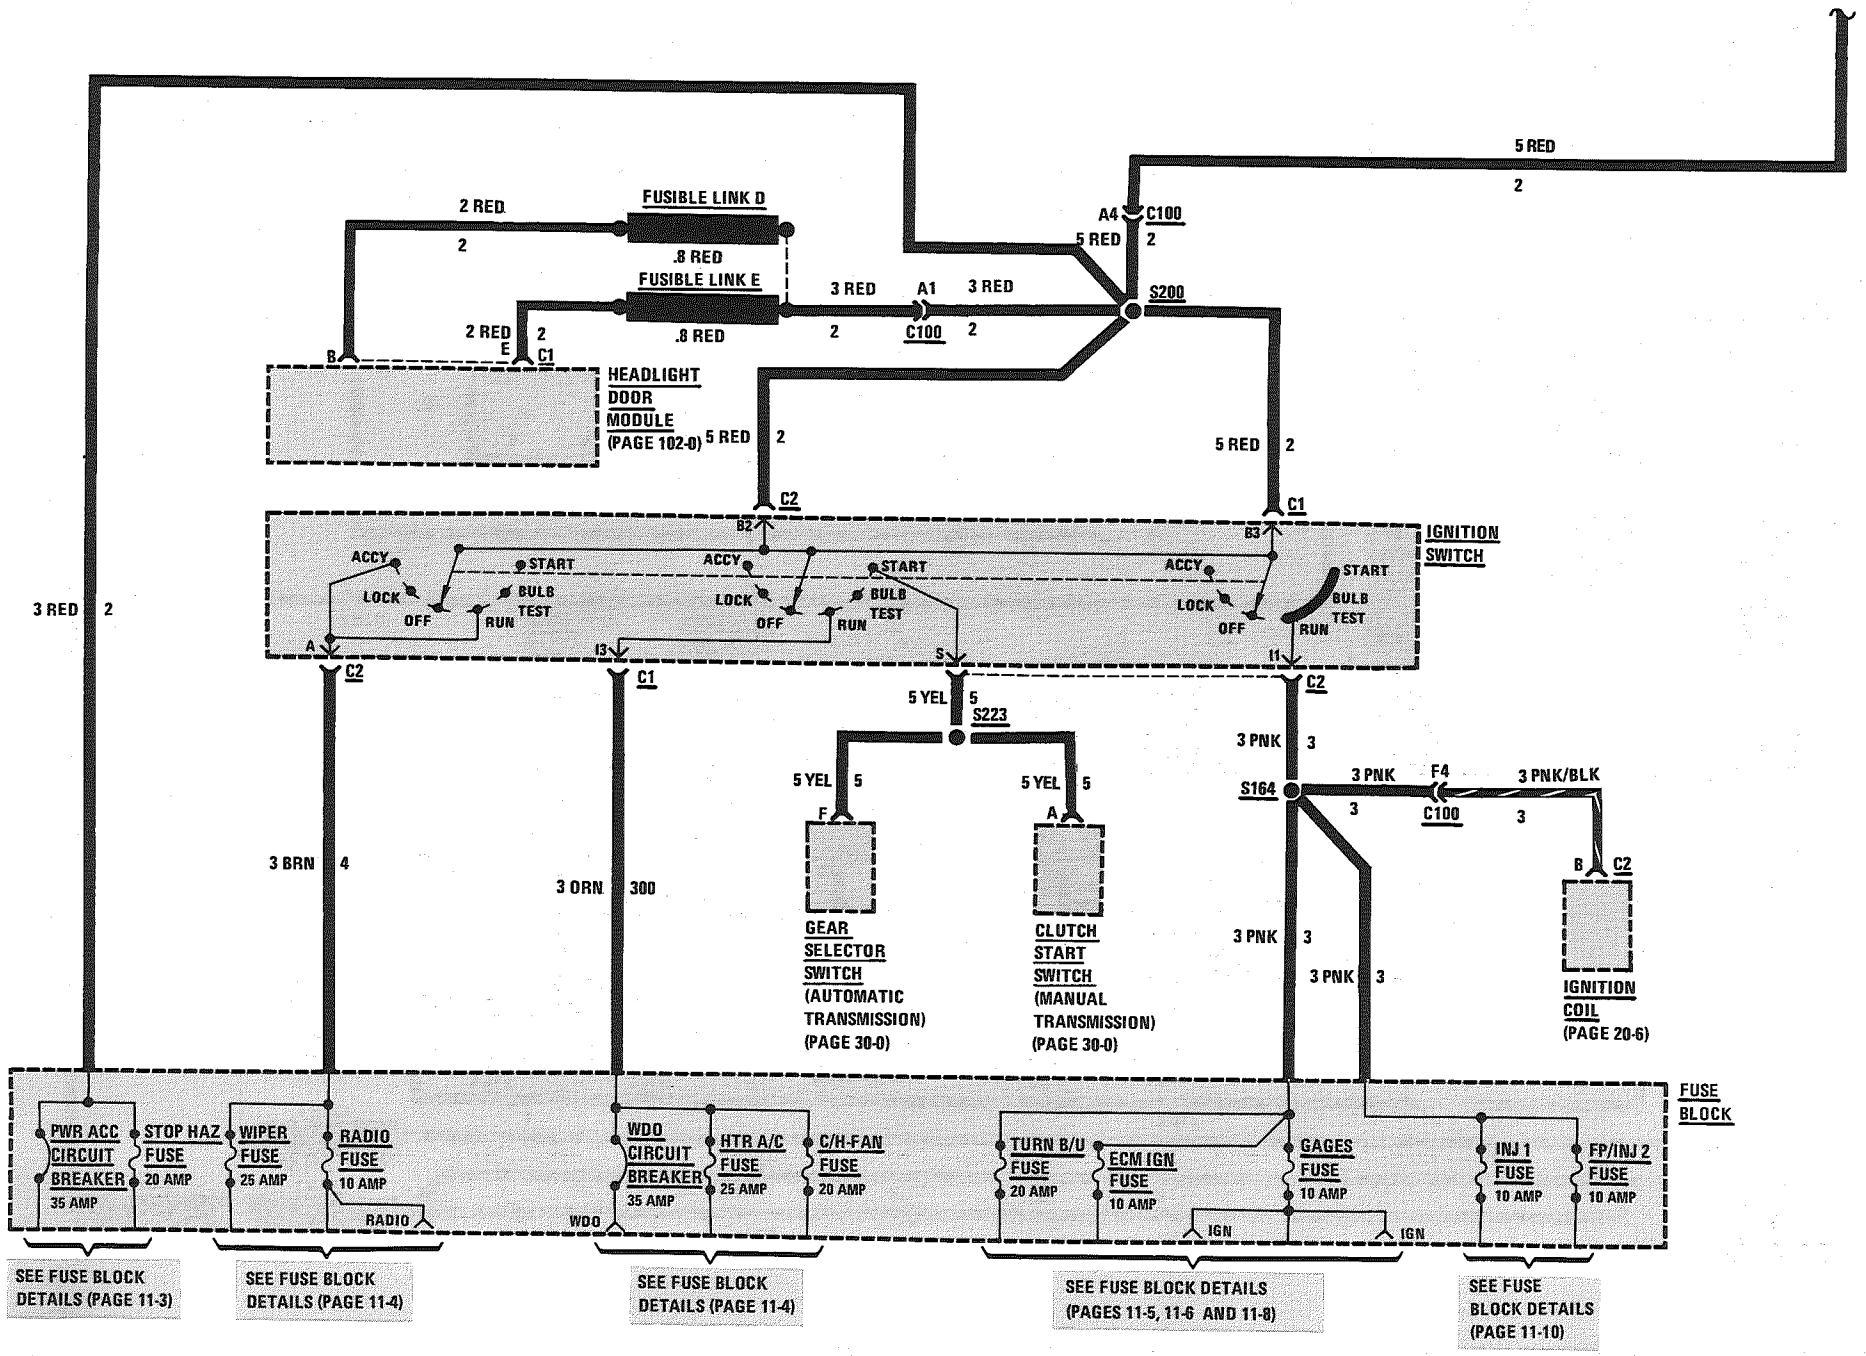 5 RED
2
FUSIBLE LINK D
2 RED
2
.8 RED
A4
C100
5 RED
2
FUSIBLE LINK E
3 RED
A1
3 RED
S200
2 RED
2
.8 RED
2
C100
2
B
E
C1
HEADLIGHT
DOOR
MODULE
(PAGE 102-0)
5 RED
2
5 RED
2
C2
C1
B2
B3
IGNITION
SWITCH
ACCY
START
LOCK
BULB
TEST
OFF
RUN
ACCY
START
LOCK
BULB
TEST
OFF
RUN
ACCY
START
LOCK
BULB
TEST
OFF
RUN
3 RED
2
A
I3
S
I1
C2
C1
C2
5 YEL
5
S223
3 PNK
3
5 YEL
5
5 YEL
5
S164
3 PNK
3
F4
C100
3 PNK/BLK
3
F
A
B
C2
3 BRN
4
3 ORN
300
GEAR
SELECTOR
SWITCH
(AUTOMATIC
TRANSMISSION)
(PAGE 30-0)
CLUTCH
START
SWITCH
(MANUAL
TRANSMISSION)
(PAGE 30-0)
3 PNK
3
3 PNK
3
IGNITION
COIL
(PAGE 20-6)
FUSE
BLOCK
PWR ACC
CIRCUIT
BREAKER
35 AMP
STOP HAZ
FUSE
20 AMP
WIPER
FUSE
25 AMP
RADIO
FUSE
10 AMP
RADIO
WDO
CIRCUIT
BREAKER
35 AMP
WDO
HTR A/C
FUSE
25 AMP
C/H-FAN
FUSE
20 AMP
TURN B/U
FUSE
20 AMP
ECM IGN
FUSE
10 AMP
GAGES
FUSE
10 AMP
IGN
IGN
INJ 1
FUSE
10 AMP
FP/INJ 2
FUSE
10 AMP
SEE FUSE BLOCK
DETAILS (PAGE 11-3)
SEE FUSE BLOCK
DETAILS (PAGE 11-4)
SEE FUSE BLOCK
DETAILS (PAGE 11-4)
SEE FUSE BLOCK DETAILS
(PAGES 11-5, 11-6 AND 11-8)
SEE FUSE
BLOCK DETAILS
(PAGE 11-10)